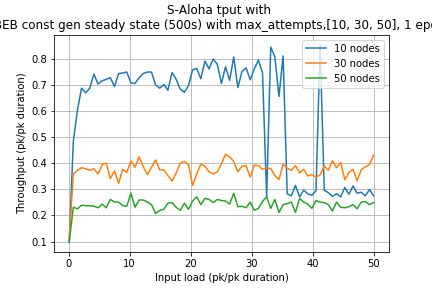 S-Aloha tput with
BEB const gen steady state (500s) with max_attempts,[10, 30, 50], 1 epo
10 nodes
30 nodes
50 nodes
0.8
0.7
0.6
0.5
0.4
0.3
0.2
0.1
Throughput (pk/pk duration)
0
10
20
30
40
50
Input load (pk/pk duration)